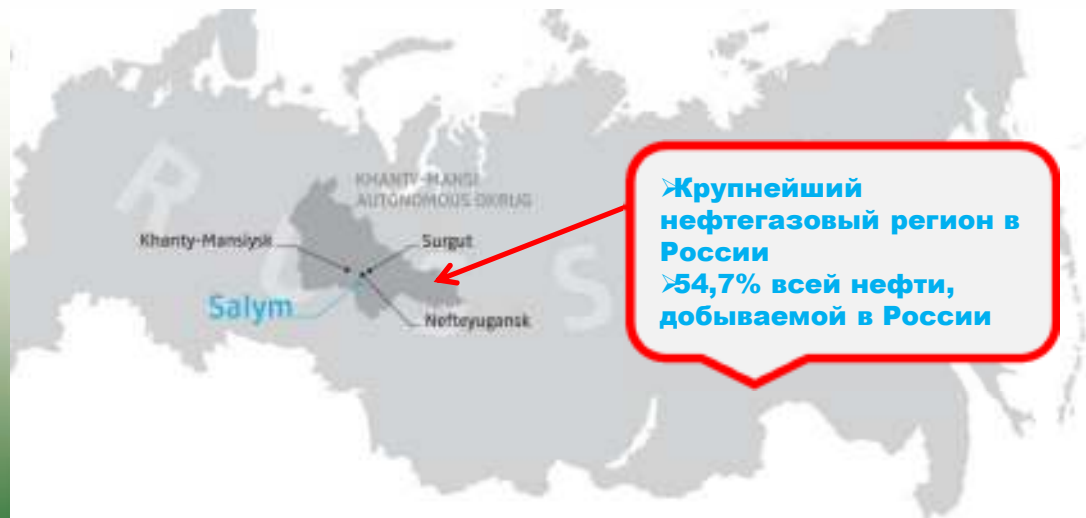 KHANTY-MANSI
AUTONOMOUS OKRUG
Khanty-Mansiysk
Surgut
Salym
Nefteyugansk
R
S
➢Крупнейший
нефтегазовый регион в
России
➢54,7% всей нефти,
добываемой в России